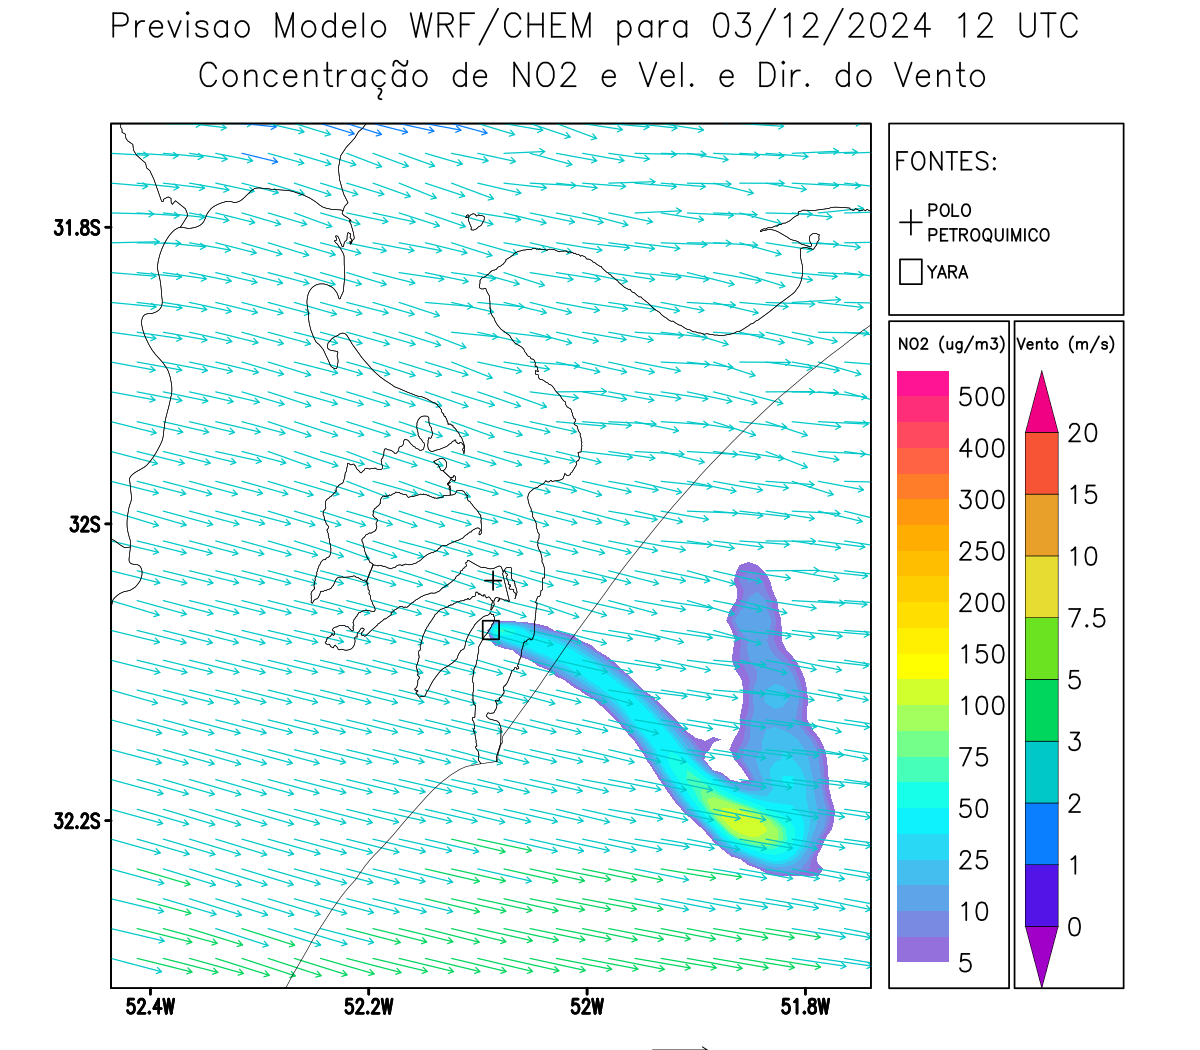 Previsao Modelo WRF/CHEM para 03/12/2024 12 UTC
Concentração de NO2 e Vel. e Dir. do Vento
FONTES:
POLO
PETROQUIMICO
YARA
NO2 (ug/m3)
500
400
300
250
200
150
100
75
50
25
10
5
Vento (m/s)
20
15
10
7.5
5
3
2
1
0
31.8S
32S
32.2S
52.4W
52.2W
52W
51.8W